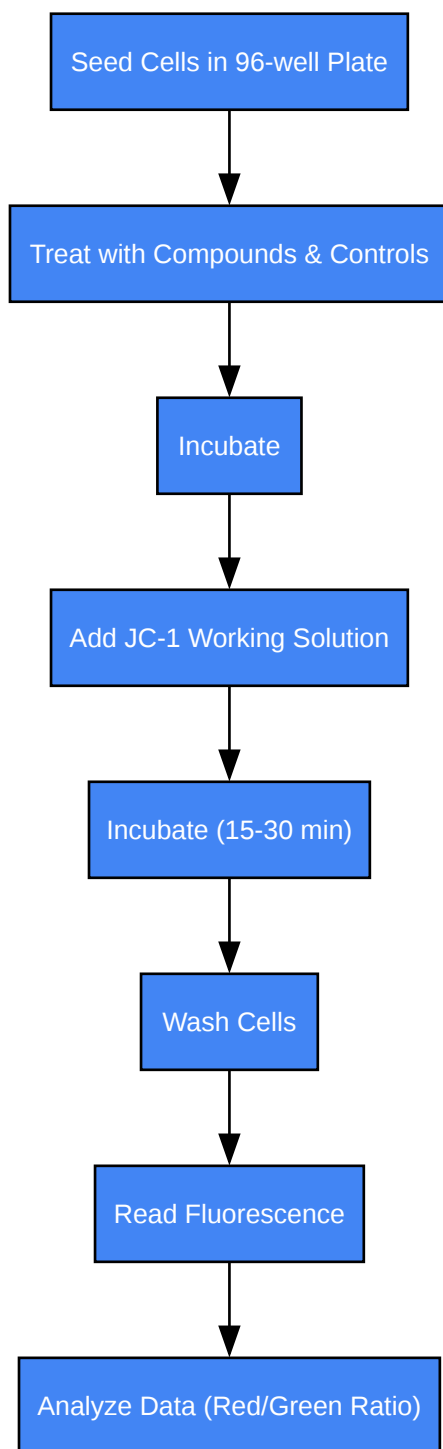 Seed Cells in 96-well Plate
Treat with Compounds & Controls
Incubate
Add JC-1 Working Solution
Incubate (15-30 min)
Wash Cells
Read Fluorescence
Analyze Data (Red/Green Ratio)